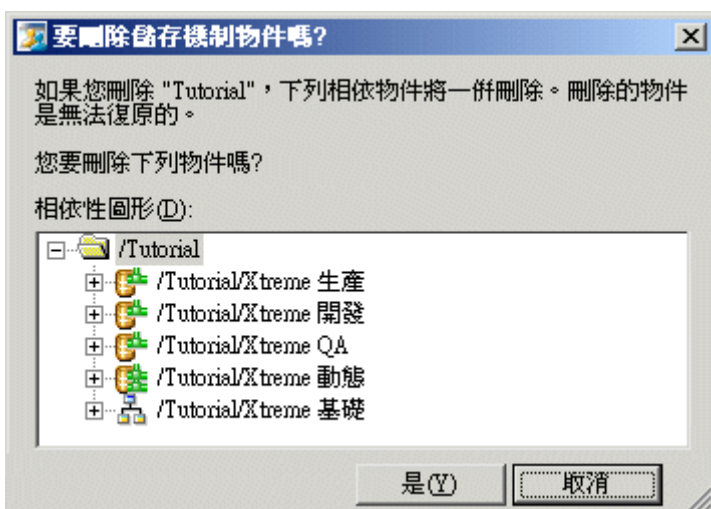 要刪除儲存機制物件嗎?
如果您刪除 "Tutorial"，下列相依物件將一併刪除。刪除的物件
是無法復原的。
您要刪除下列物件嗎?
相依性圖形(D):
/Tutorial
/Tutorial/Xtreme 生產
/Tutorial/Xtreme 開發
/Tutorial/Xtreme QA
/Tutorial/Xtreme 動態
/Tutorial/Xtreme 基礎
是(Y) 取消